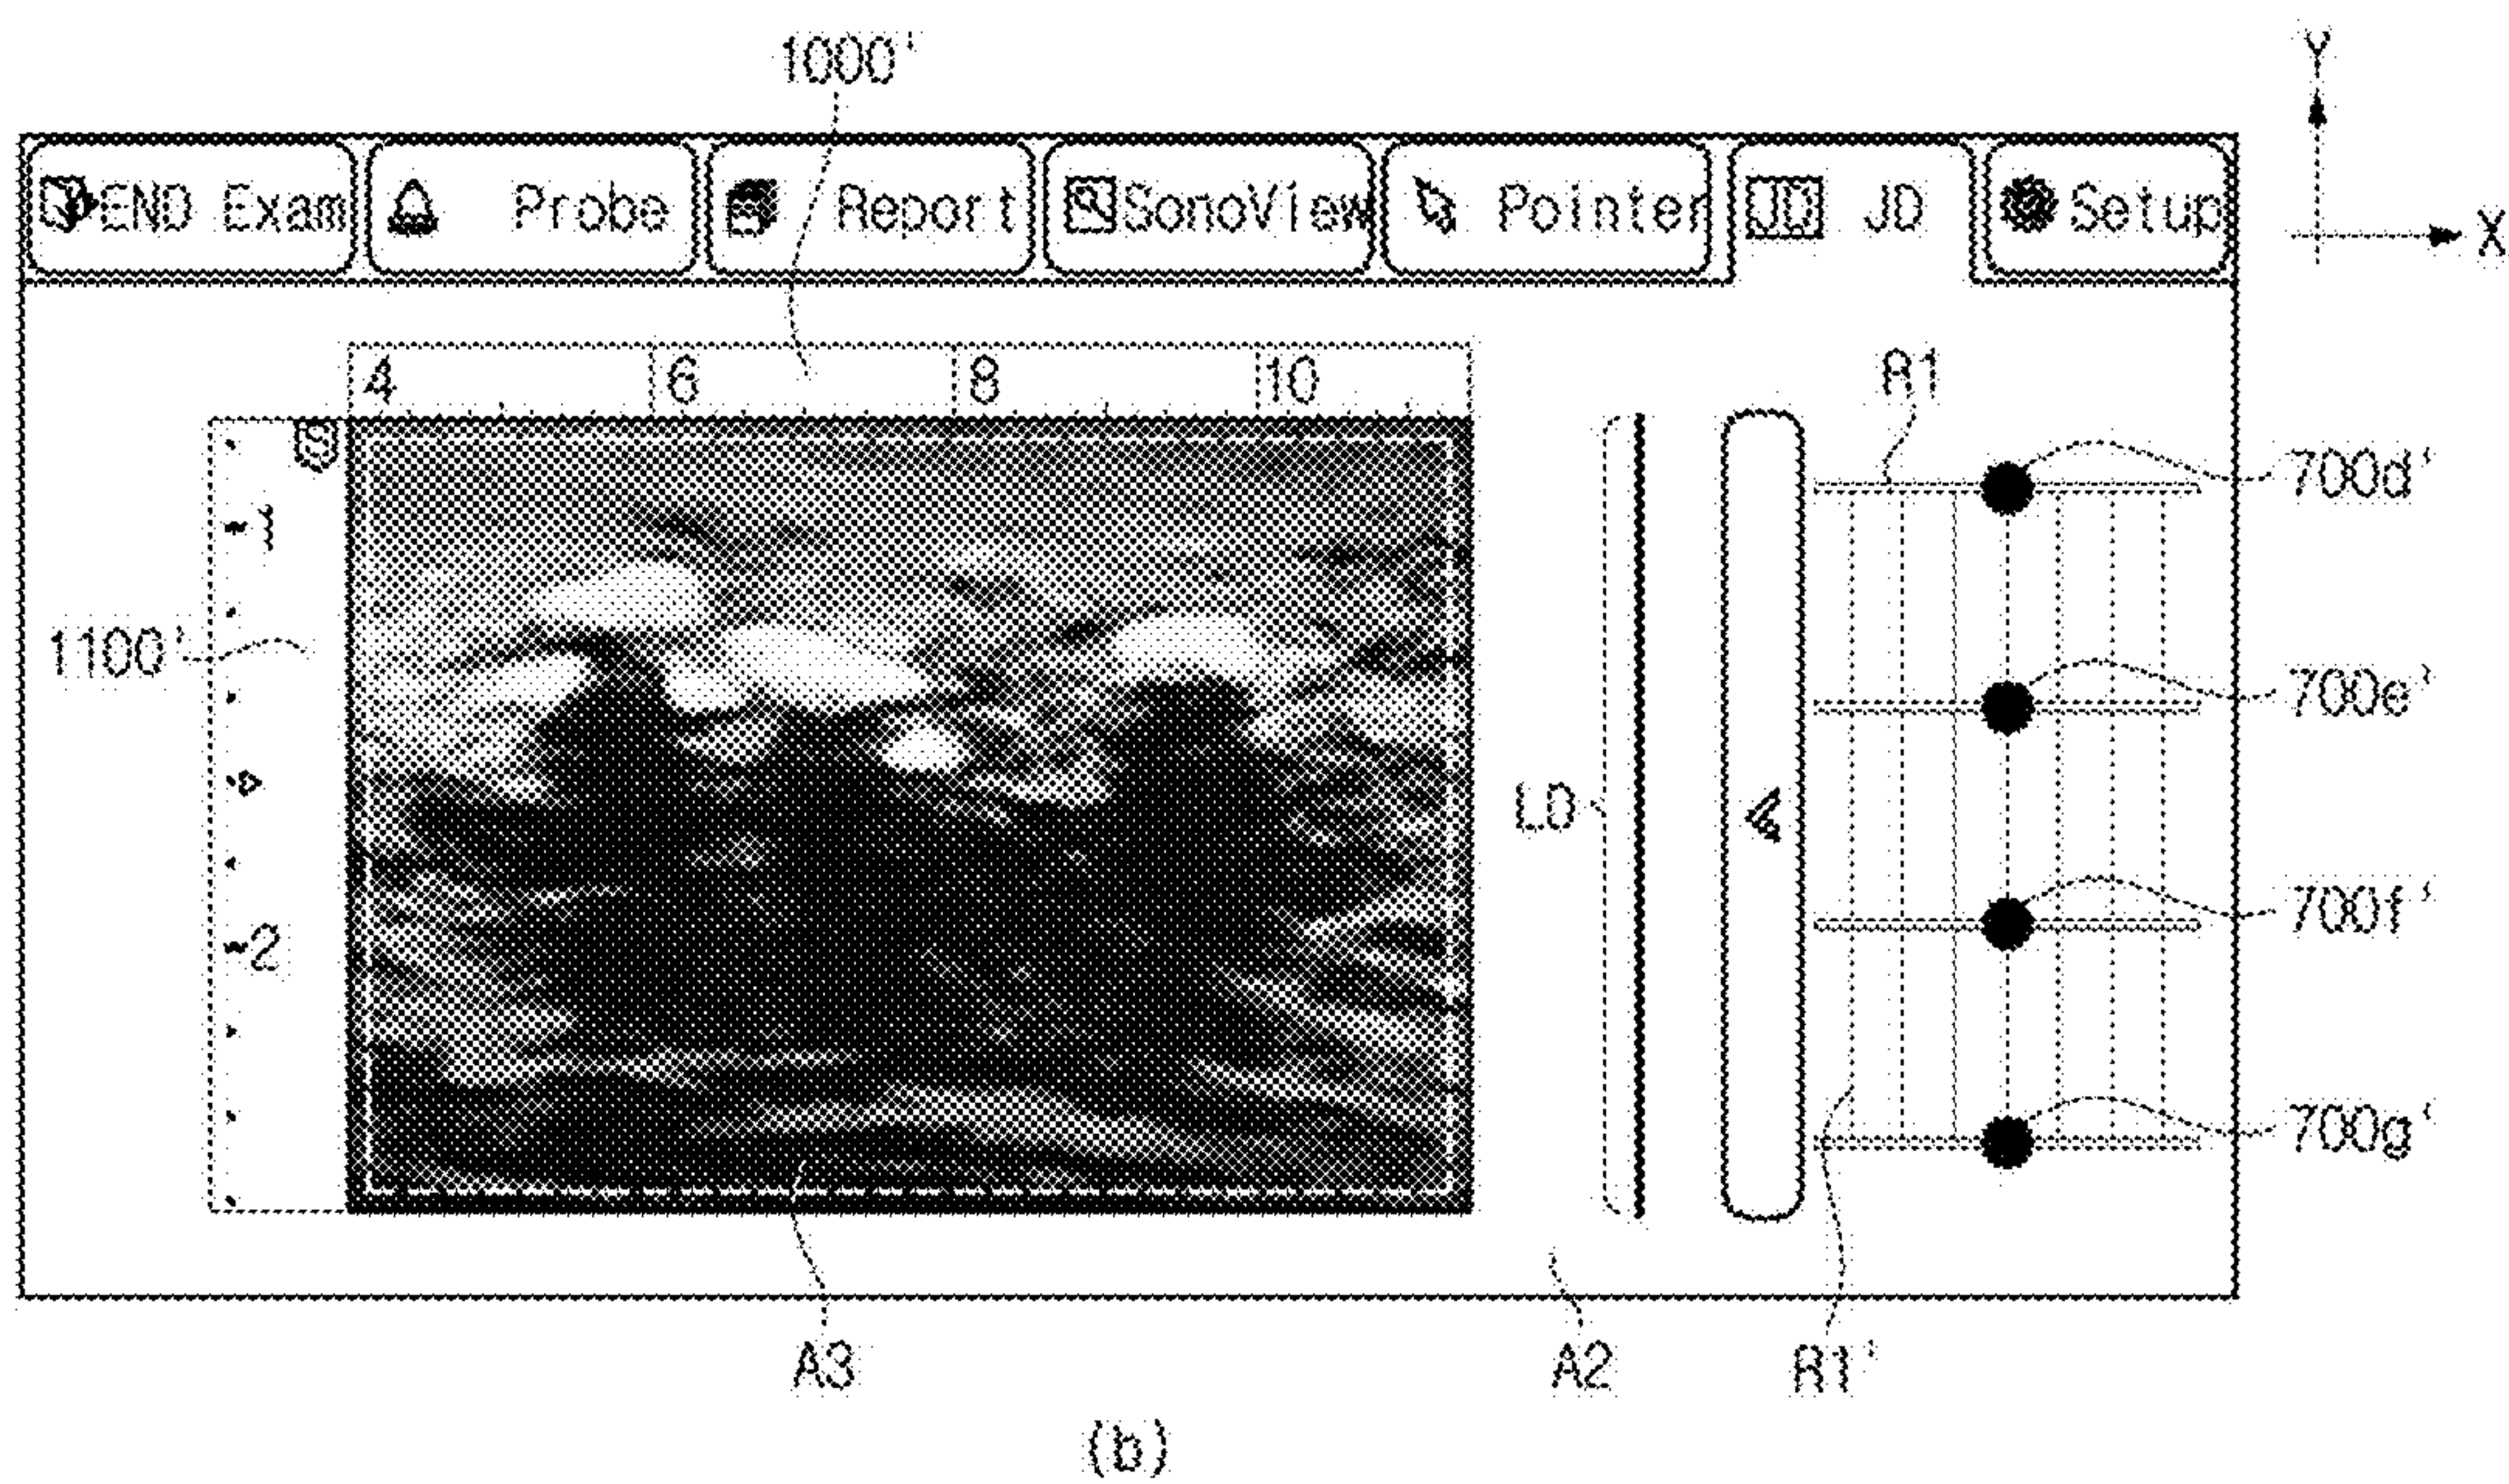 1000'
Y
END Exam Probe Report SonoView Pointer JD JD Setup
X
4 6 8 10
R1
S
700d'
1
1100'
700e'
LD
700f'
2
700g'
A3 A2 R1'
(b)